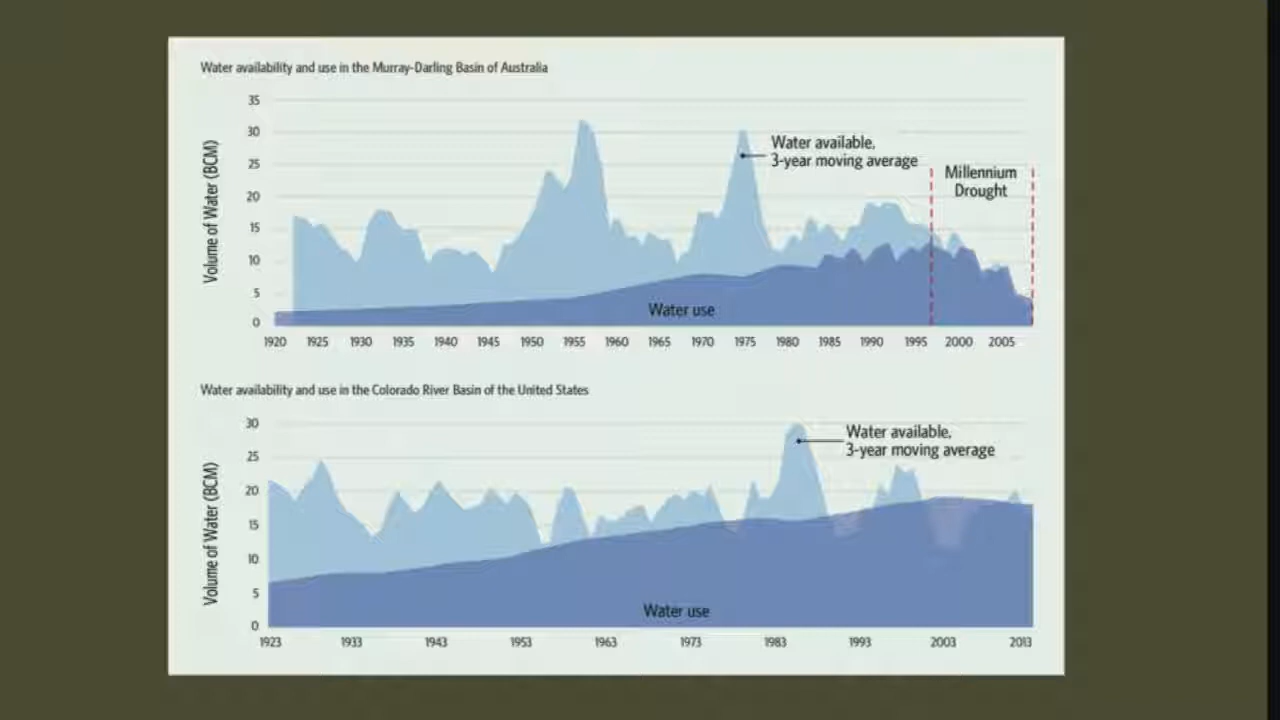 Water availability and use in the Murray-Darling Basin of Australia
Volume of Water (BCM)
35
30
25
20
15
10
5
0
Water available,
3-year moving average
Millennium
Drought
Water use
1920 1925 1930 1935 1940 1945 1950 1955 1960 1965 1970 1975 1980 1985 1990 1995 2000 2005
Water availability and use in the Colorado River Basin of the United States
Volume of Water (BCM)
30
25
20
15
10
5
0
Water available,
3-year moving average
Water use
1923 1933 1943 1953 1963 1973 1983 1993 2003 2013